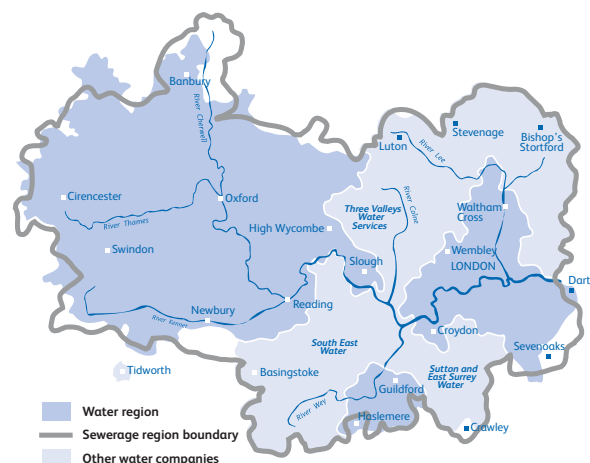 Banbury
River Cherwell
Stevenage
Luton
River Lee
Bishop's
Stortford
Cirencester
Oxford
River Thames
High Wycombe
Three Valleys
Water
Services
River Colne
Waltham
Cross
Swindon
Slough
Wembley
LONDON
Dart
Newbury
Reading
River Kennet
Croydon
South East
Water
Sevenoaks
Tidworth
Basingstoke
Sutton and
East Surrey
Water
Guildford
River Wey
Haslemere
Crawley
Water region
Sewerage region boundary
Other water companies